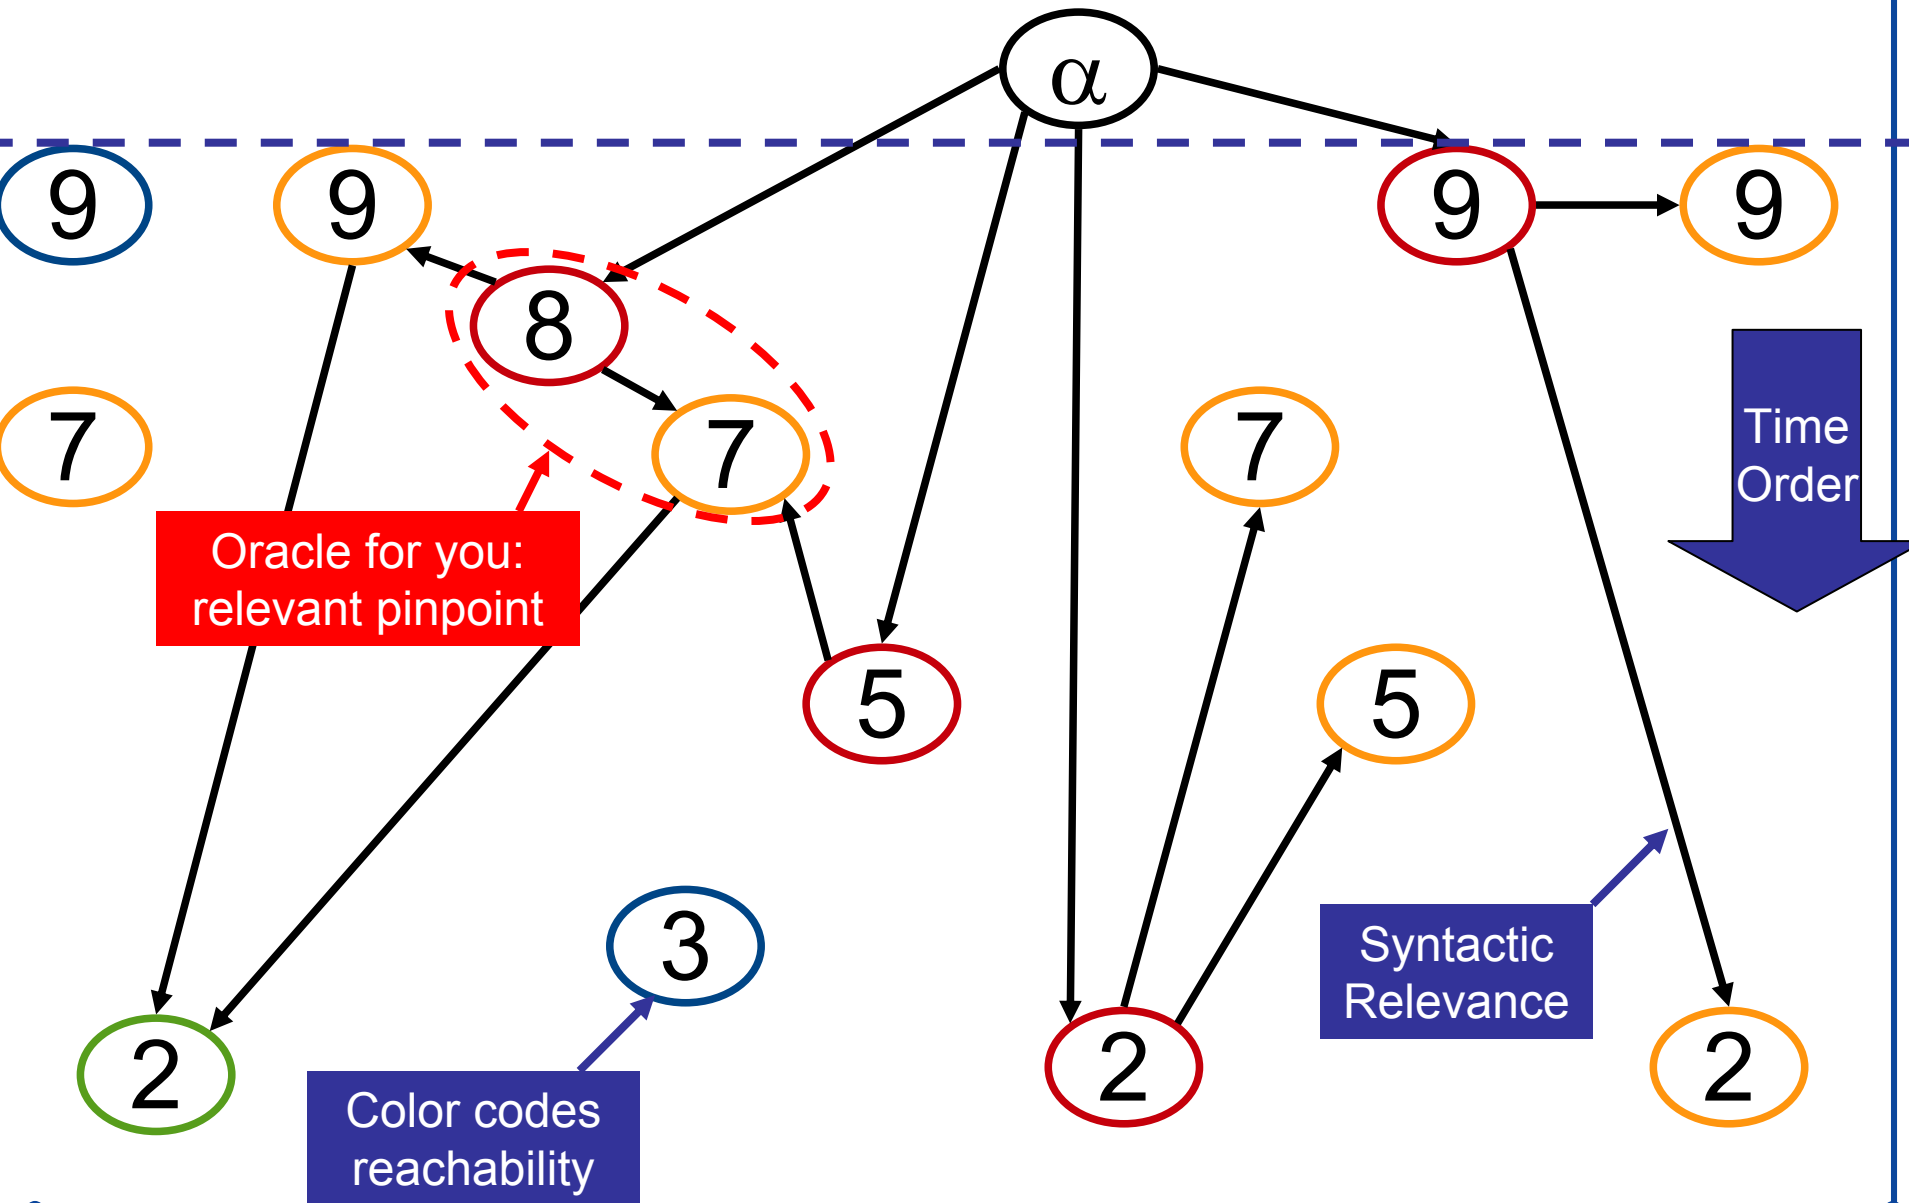 α
9
9
9
9
8
7
7
7
Time
Order
Oracle for you:
relevant pinpoint
5
5
3
Syntactic
Relevance
2
2
2
Color codes
reachability